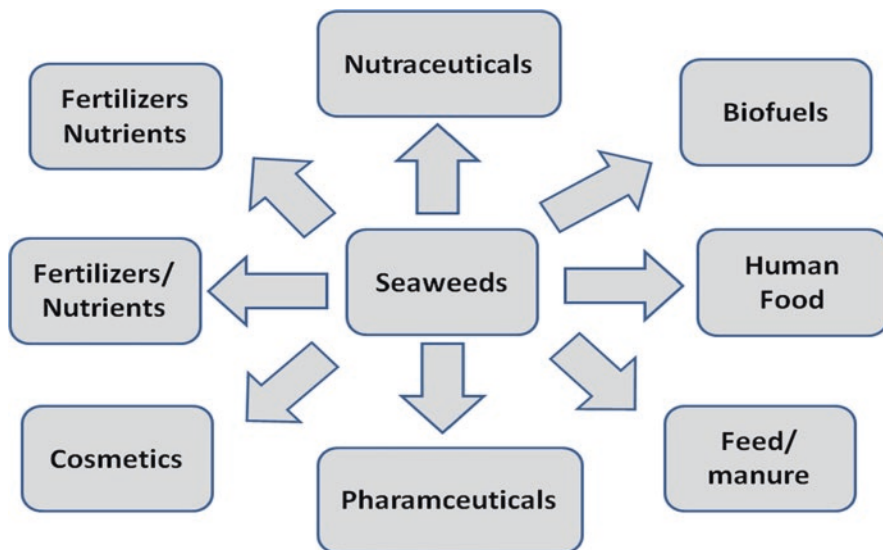 Nutraceuticals
Fertilizers
Nutrients
Biofuels
Fertilizers/
Nutrients
Seaweeds
Human
Food
Cosmetics
Pharamceuticals
Feed/
manure